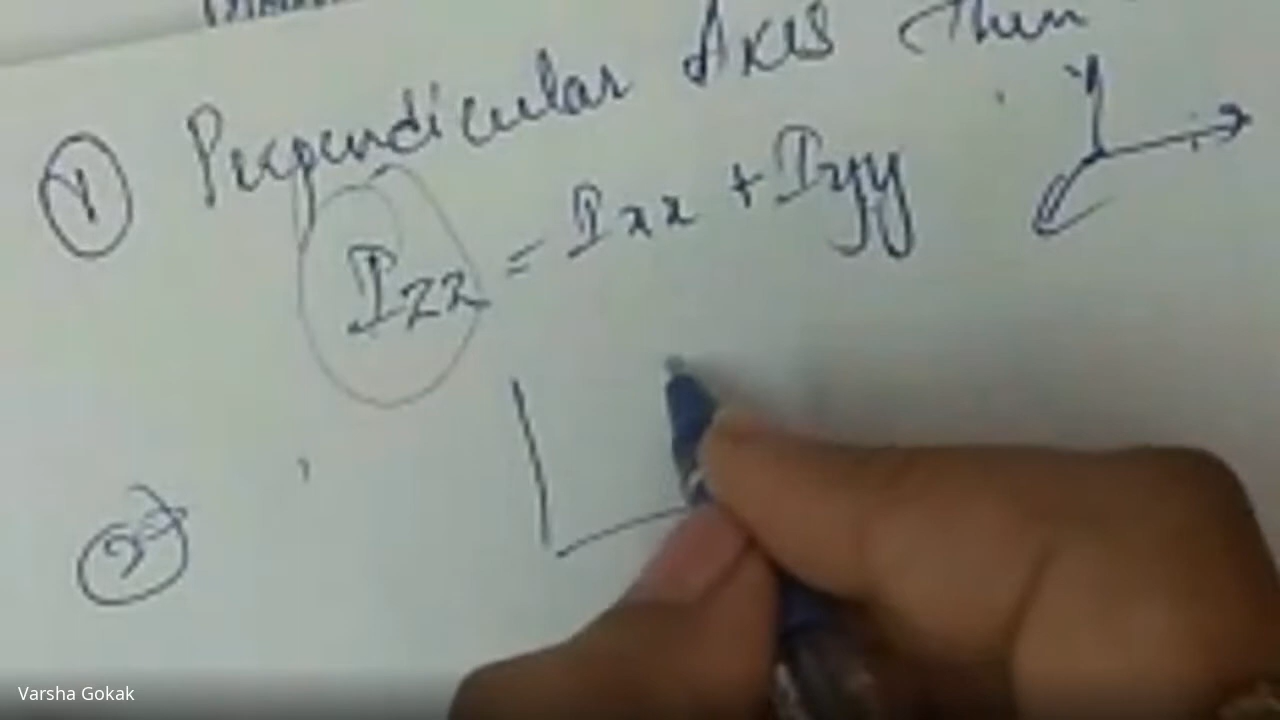 ① Perpendicular Axis Thm
Izz = Ixx + Iyy
②
Varsha Gokak